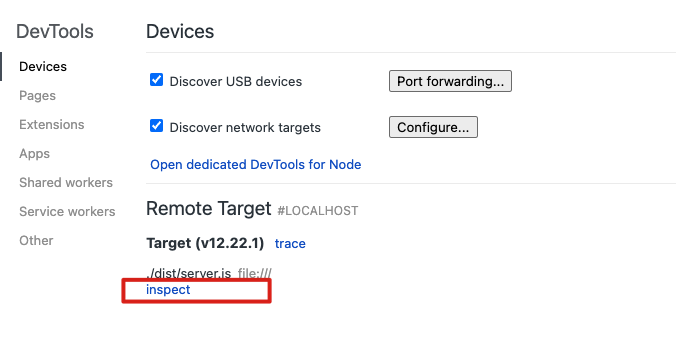 DevTools
Devices
Pages
Extensions
Apps
Shared workers
Service workers
Other
Devices
Discover USB devices Port forwarding...
Discover network targets Configure...
Open dedicated DevTools for Node
Remote Target #LOCALHOST
Target (v12.22.1) trace
./dist/server.js file:///
inspect